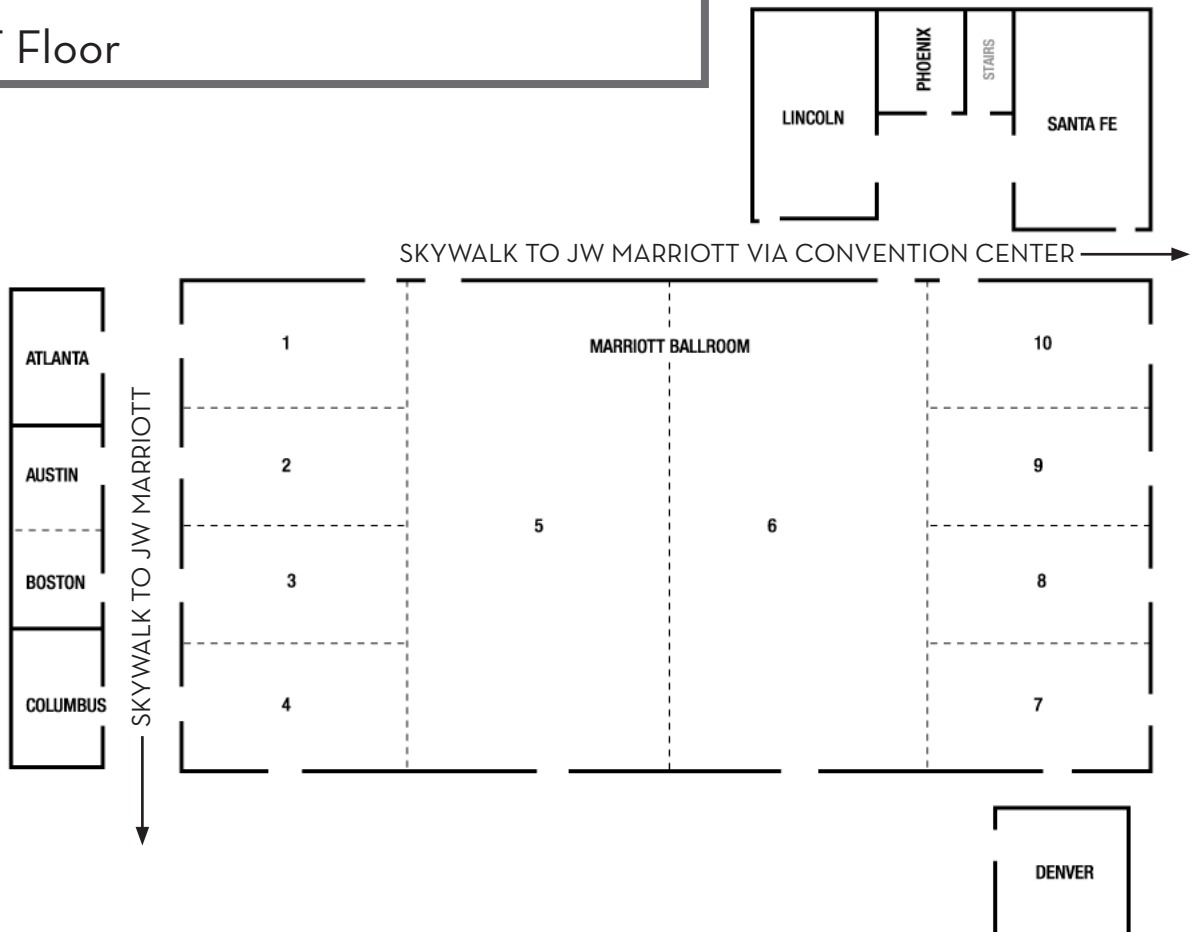 Floor
PHOENIX
STAIRS
LINCOLN
SANTA FE
SKYWALK TO JW MARRIOTT VIA CONVENTION CENTER
ATLANTA
AUSTIN
BOSTON
COLUMBUS
SKYWALK TO JW MARRIOTT
1
MARRIOTT BALLROOM
10
2
9
5
6
3
8
4
7
DENVER